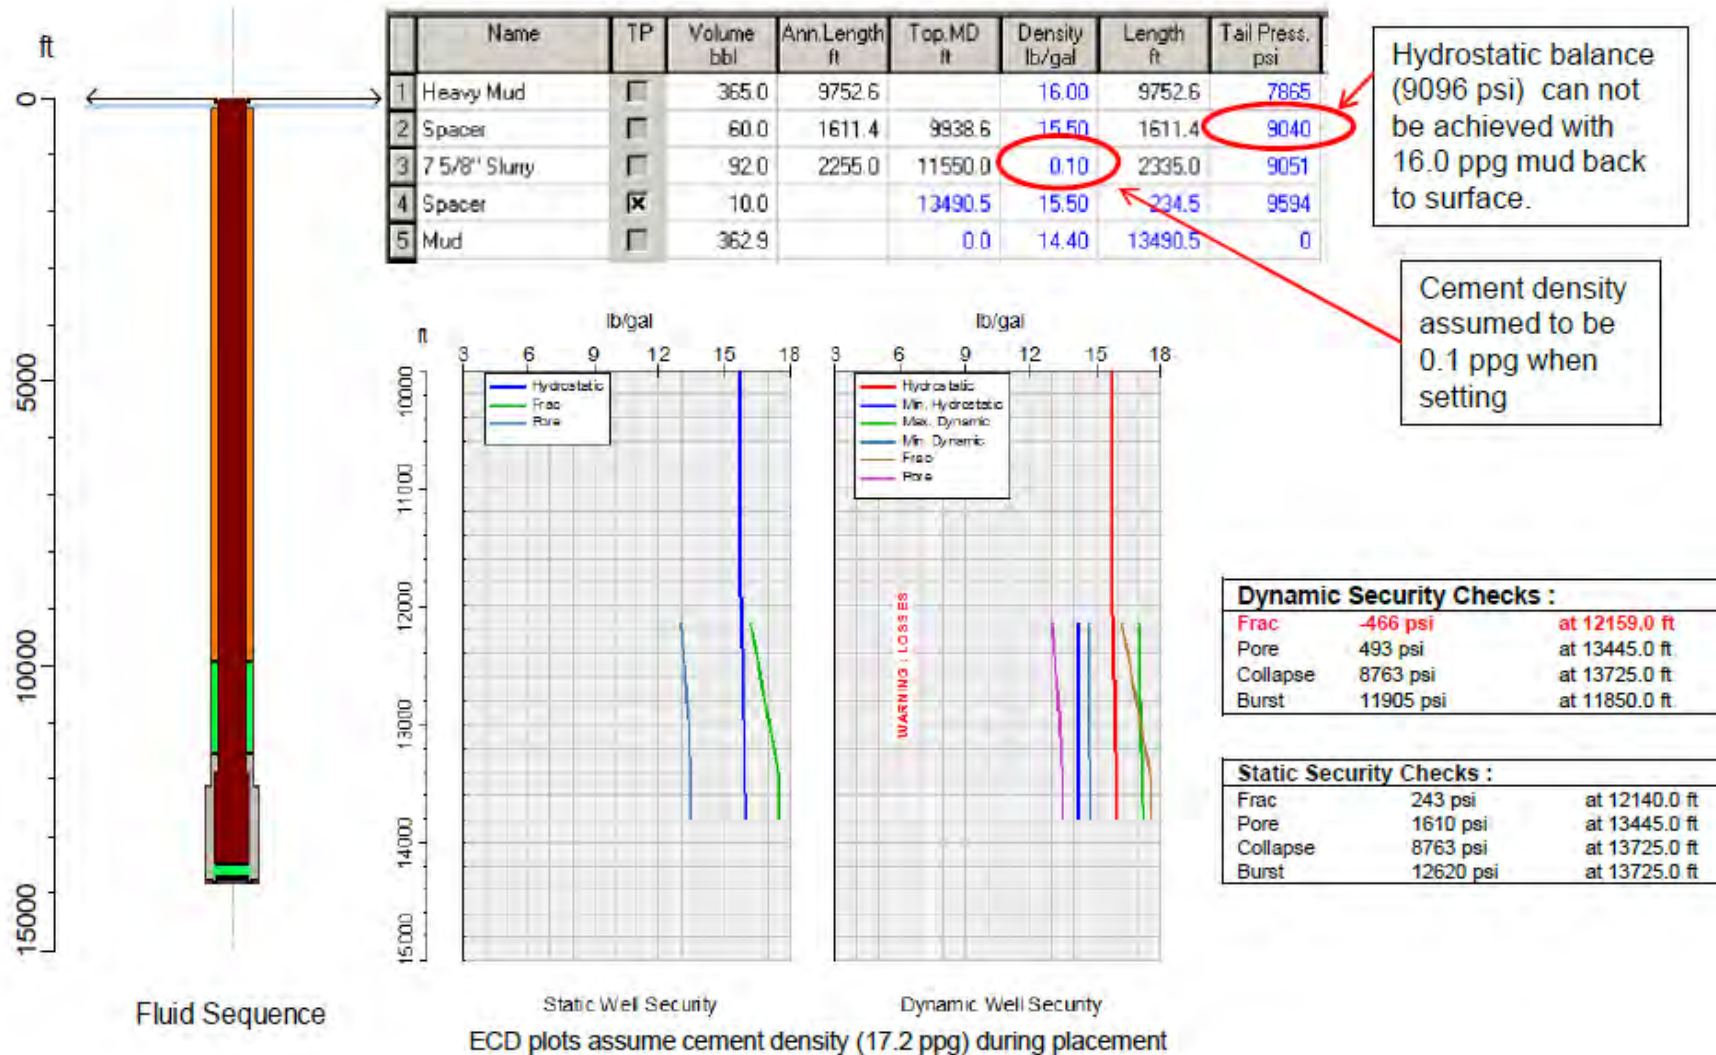 Name TP Volume bbl Ann.Length ft Top.MD ft Density lb/gal Length ft Tail Press. psi
1 Heavy Mud 365.0 9752.6 16.00 9752.6 7865
2 Spacer 60.0 1611.4 9938.6 15.50 1611.4 9040
3 7 5/8" Slurry 92.0 2255.0 11550.0 0.10 2335.0 9051
4 Spacer 10.0 13490.5 15.50 234.5 9594
5 Mud 362.9 0.0 14.40 13490.5 0
Hydrostatic balance
(9096 psi) can not
be achieved with
16.0 ppg mud back
to surface.
Cement density
assumed to be
0.1 ppg when
setting
ft
0
5000
10000
15000
Fluid Sequence
lb/gal
ft
3 6 9 12 15 18
Hydrostatic
Frac
Pore
10000
11000
12000
13000
14000
15000
Static Well Security
lb/gal
3 6 9 12 15 18
Hydrostatic
Min. Hydrostatic
Max. Dynamic
Min. Dynamic
Frac
Pore
WARNING : LOSSES
Dynamic Well Security
ECD plots assume cement density (17.2 ppg) during placement
Dynamic Security Checks :
Frac -466 psi at 12159.0 ft
Pore 493 psi at 13445.0 ft
Collapse 8763 psi at 13725.0 ft
Burst 11905 psi at 11850.0 ft
Static Security Checks :
Frac 243 psi at 12140.0 ft
Pore 1610 psi at 13445.0 ft
Collapse 8763 psi at 13725.0 ft
Burst 12620 psi at 13725.0 ft